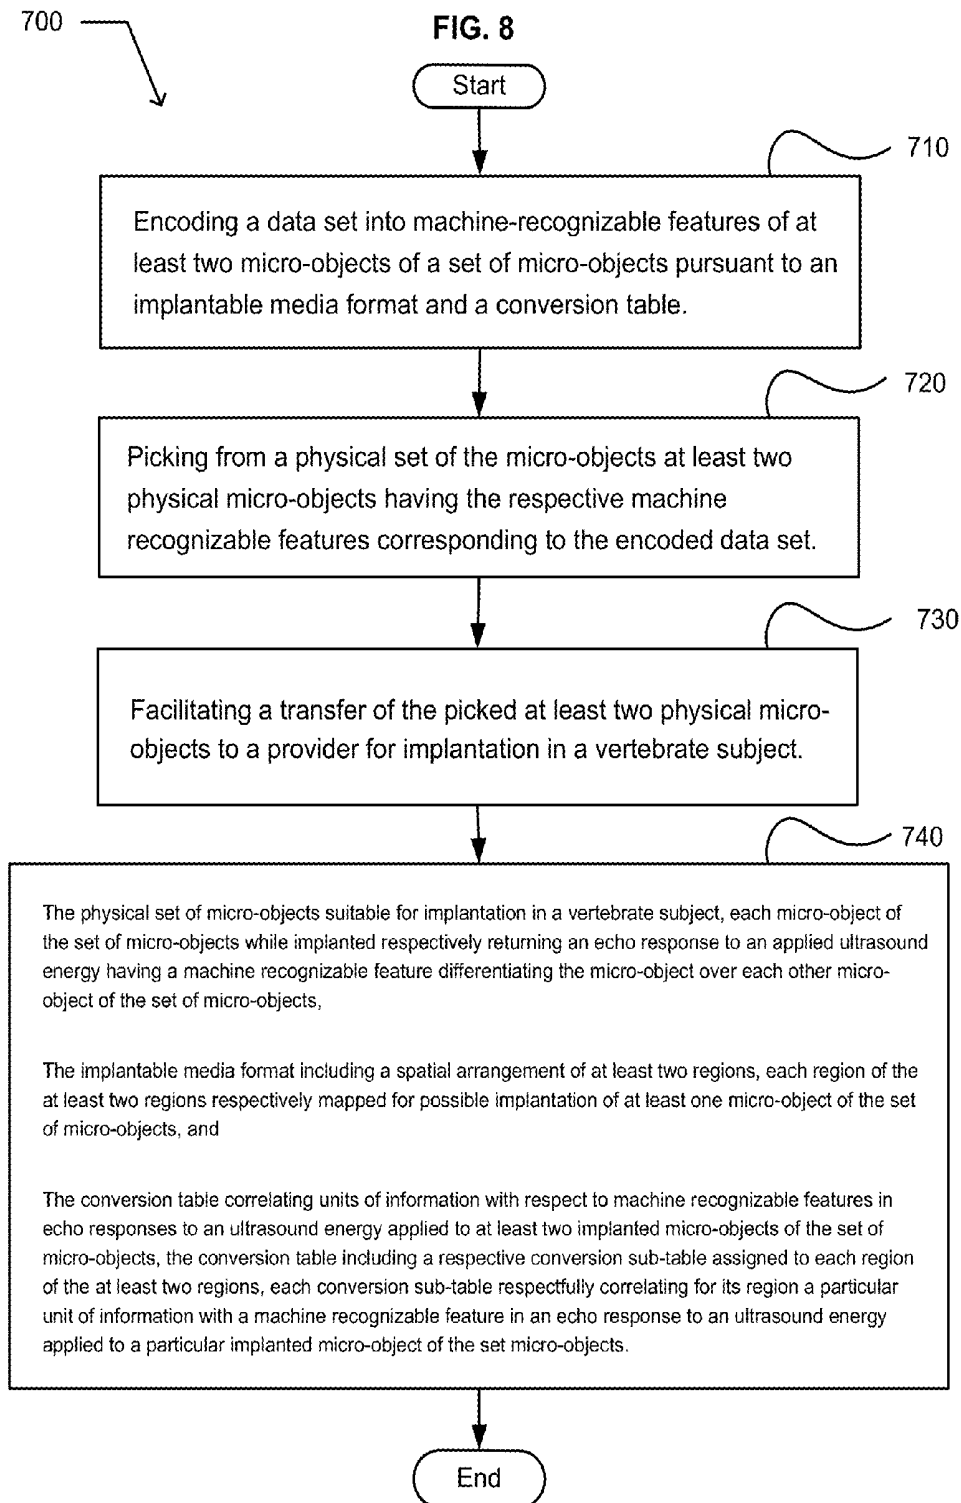 700
FIG. 8
Start
710
Encoding a data set into machine-recognizable features of at
least two micro-objects of a set of micro-objects pursuant to an
implantable media format and a conversion table.
720
Picking from a physical set of the micro-objects at least two
physical micro-objects having the respective machine
recognizable features corresponding to the encoded data set.
730
Facilitating a transfer of the picked at least two physical micro-
objects to a provider for implantation in a vertebrate subject.
740
The physical set of micro-objects suitable for implantation in a vertebrate subject, each micro-object of
the set of micro-objects while implanted respectively returning an echo response to an applied ultrasound
energy having a machine recognizable feature differentiating the micro-object over each other micro-
object of the set of micro-objects,
The implantable media format including a spatial arrangement of at least two regions, each region of the
at least two regions respectively mapped for possible implantation of at least one micro-object of the set
of micro-objects, and
The conversion table correlating units of information with respect to machine recognizable features in
echo responses to an ultrasound energy applied to at least two implanted micro-objects of the set of
micro-objects, the conversion table including a respective conversion sub-table assigned to each region
of the at least two regions, each conversion sub-table respectfully correlating for its region a particular
unit of information with a machine recognizable feature in an echo response to an ultrasound energy
applied to a particular implanted micro-object of the set micro-objects.
End